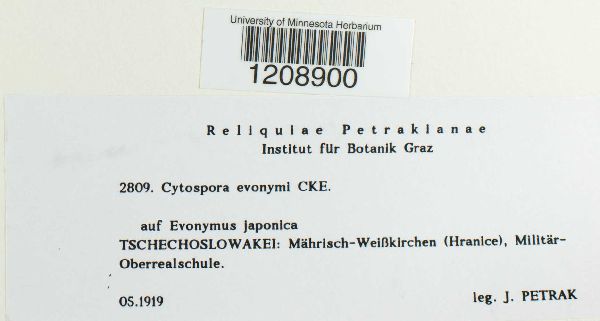 University of Minnesota Herbarium
1208900
Reliquiae Petrakianae
Institut für Botanik Graz
2809. Cytospora evonymi CKE.
auf Evonymus japonica
TSCHECHOSLOWAKEI: Mährisch-Weißkirchen (Hranice), Militär-
Oberrealschule.
05.1919 leg. J. PETRAK